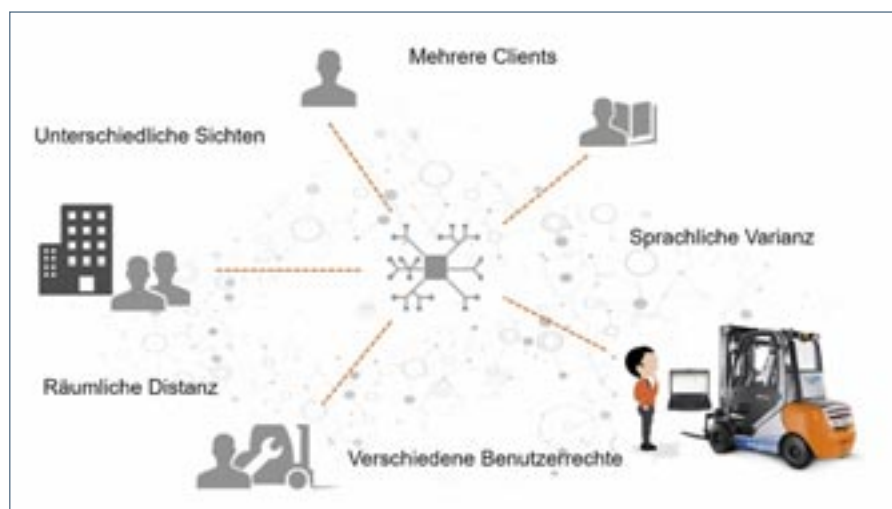 Mehrere Clients
Unterschiedliche Sichten
Sprachliche Varianz
Räumliche Distanz
Verschiedene Benutzerrechte